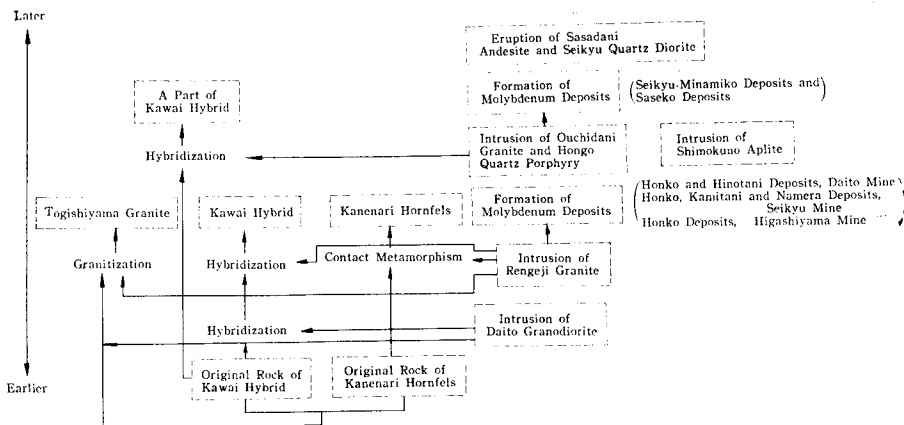 Later
Eruption of Sasadani
Andesite and Seikyu Quartz Diorite
A Part of
Kawai Hybrid
Formation of
Molybdenum Deposits
(Seikyu-Minamiko Deposits and
Saseko Deposits)
Hybridization
Intrusion of Ouchidani
Granite and Hongo
Quartz Porphyry
Intrusion of
Shimokuno Aplite
Togishiyama Granite
Kawai Hybrid
Kanenari Hornfels
Formation of
Molybdenum Deposits
(Honko and Hinotani Deposits, Daito Mine
Honko, Kamitani and Namera Deposits,
Seikyu Mine
Honko Deposits, Higashiyama Mine)
Granitization
Hybridization
Contact Metamorphism
Intrusion of
Rengeji Granite
Hybridization
Intrusion of
Daito Granodiorite
Earlier
Original Rock of
Kawai Hybrid
Original Rock of
Kanenari Hornfels